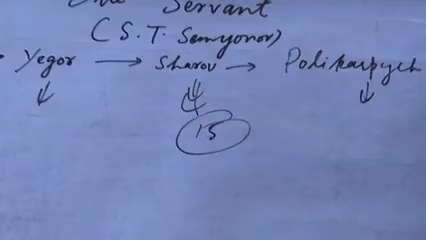 Servant
(S.T. Semyonov)
• Yegor → Sharov → Polikarpych
↓ ↓ ↓
15